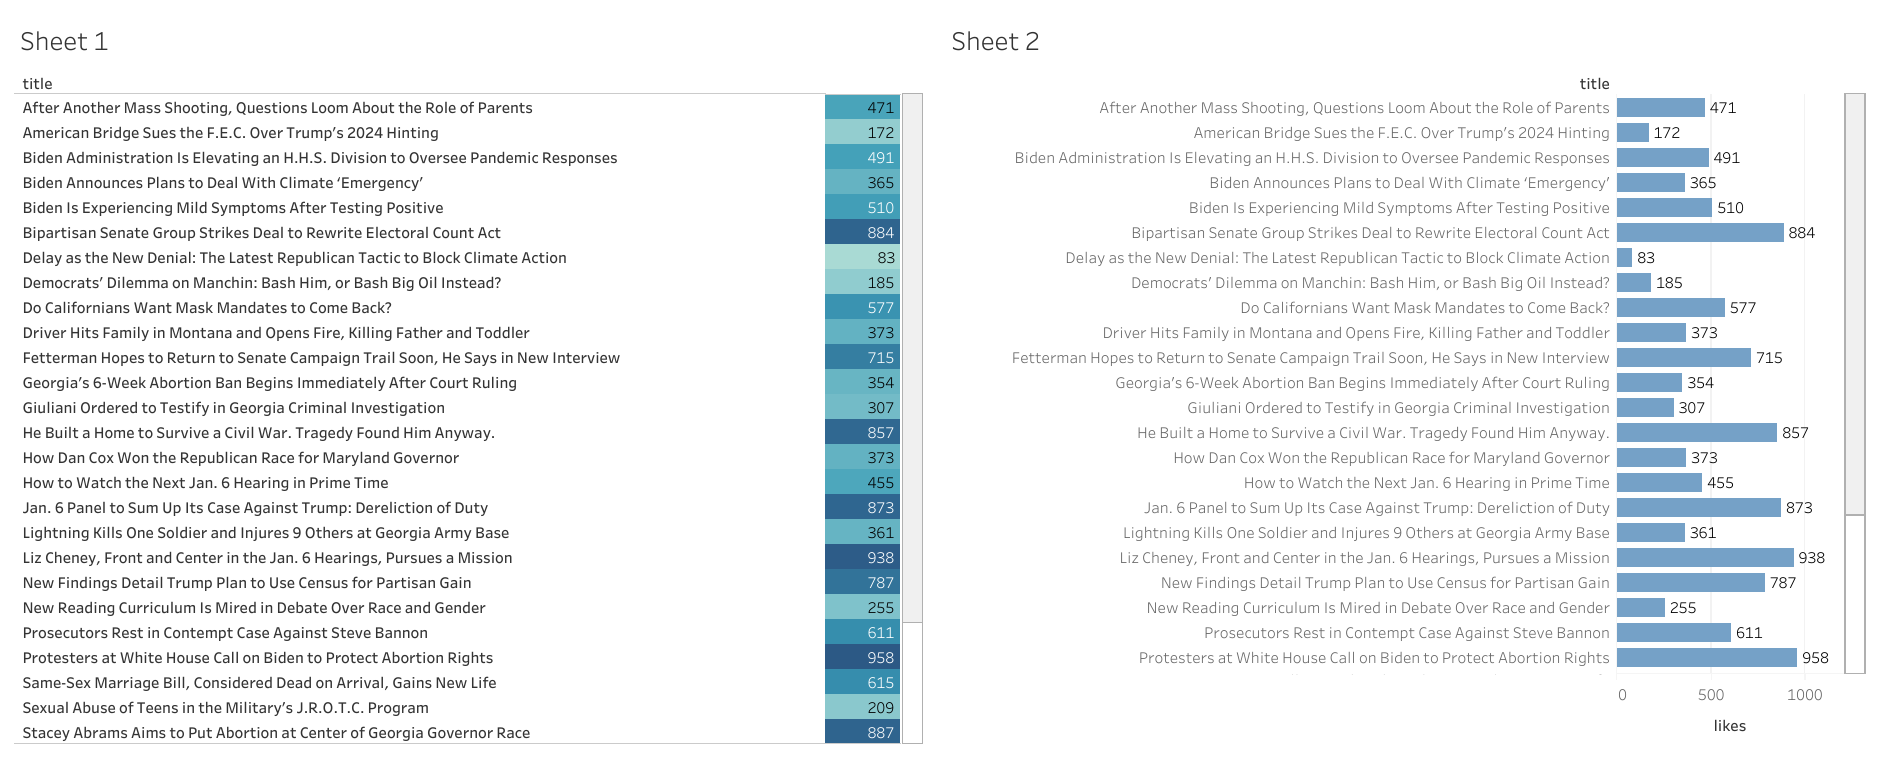 Sheet 1
title
After Another Mass Shooting, Questions Loom About the Role of Parents 471
American Bridge Sues the F.E.C. Over Trump’s 2024 Hinting 172
Biden Administration Is Elevating an H.H.S. Division to Oversee Pandemic Responses 491
Biden Announces Plans to Deal With Climate ‘Emergency’ 365
Biden Is Experiencing Mild Symptoms After Testing Positive 510
Bipartisan Senate Group Strikes Deal to Rewrite Electoral Count Act 884
Delay as the New Denial: The Latest Republican Tactic to Block Climate Action 83
Democrats’ Dilemma on Manchin: Bash Him, or Bash Big Oil Instead? 185
Do Californians Want Mask Mandates to Come Back? 577
Driver Hits Family in Montana and Opens Fire, Killing Father and Toddler 373
Fetterman Hopes to Return to Senate Campaign Trail Soon, He Says in New Interview 715
Georgia’s 6-Week Abortion Ban Begins Immediately After Court Ruling 354
Giuliani Ordered to Testify in Georgia Criminal Investigation 307
He Built a Home to Survive a Civil War. Tragedy Found Him Anyway. 857
How Dan Cox Won the Republican Race for Maryland Governor 373
How to Watch the Next Jan. 6 Hearing in Prime Time 455
Jan. 6 Panel to Sum Up Its Case Against Trump: Dereliction of Duty 873
Lightning Kills One Soldier and Injures 9 Others at Georgia Army Base 361
Liz Cheney, Front and Center in the Jan. 6 Hearings, Pursues a Mission 938
New Findings Detail Trump Plan to Use Census for Partisan Gain 787
New Reading Curriculum Is Mired in Debate Over Race and Gender 255
Prosecutors Rest in Contempt Case Against Steve Bannon 611
Protesters at White House Call on Biden to Protect Abortion Rights 958
Same-Sex Marriage Bill, Considered Dead on Arrival, Gains New Life 615
Sexual Abuse of Teens in the Military’s J.R.O.T.C. Program 209
Stacey Abrams Aims to Put Abortion at Center of Georgia Governor Race 887
Sheet 2
title
After Another Mass Shooting, Questions Loom About the Role of Parents 471
American Bridge Sues the F.E.C. Over Trump’s 2024 Hinting 172
Biden Administration Is Elevating an H.H.S. Division to Oversee Pandemic Responses 491
Biden Announces Plans to Deal With Climate ‘Emergency’ 365
Biden Is Experiencing Mild Symptoms After Testing Positive 510
Bipartisan Senate Group Strikes Deal to Rewrite Electoral Count Act 884
Delay as the New Denial: The Latest Republican Tactic to Block Climate Action 83
Democrats’ Dilemma on Manchin: Bash Him, or Bash Big Oil Instead? 185
Do Californians Want Mask Mandates to Come Back? 577
Driver Hits Family in Montana and Opens Fire, Killing Father and Toddler 373
Fetterman Hopes to Return to Senate Campaign Trail Soon, He Says in New Interview 715
Georgia’s 6-Week Abortion Ban Begins Immediately After Court Ruling 354
Giuliani Ordered to Testify in Georgia Criminal Investigation 307
He Built a Home to Survive a Civil War. Tragedy Found Him Anyway. 857
How Dan Cox Won the Republican Race for Maryland Governor 373
How to Watch the Next Jan. 6 Hearing in Prime Time 455
Jan. 6 Panel to Sum Up Its Case Against Trump: Dereliction of Duty 873
Lightning Kills One Soldier and Injures 9 Others at Georgia Army Base 361
Liz Cheney, Front and Center in the Jan. 6 Hearings, Pursues a Mission 938
New Findings Detail Trump Plan to Use Census for Partisan Gain 787
New Reading Curriculum Is Mired in Debate Over Race and Gender 255
Prosecutors Rest in Contempt Case Against Steve Bannon 611
Protesters at White House Call on Biden to Protect Abortion Rights 958
0 500 1000
likes